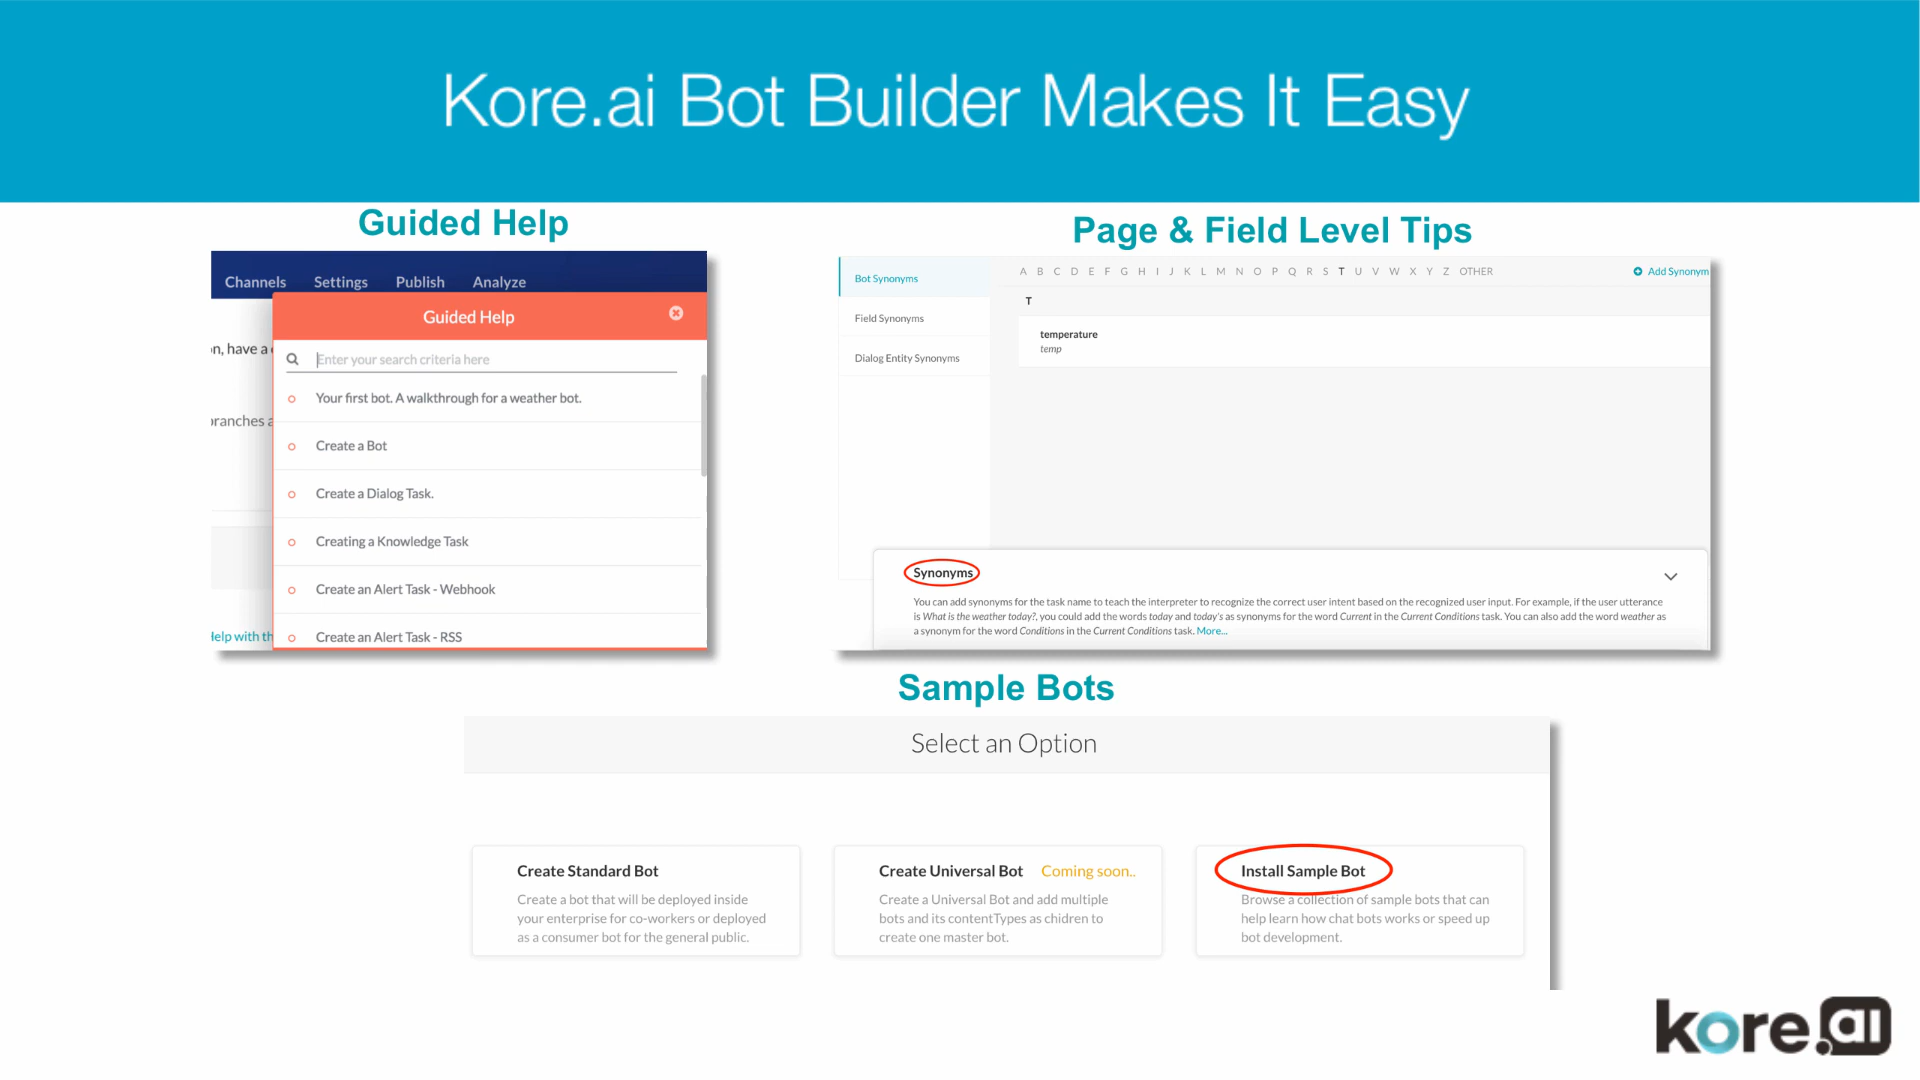 Kore.ai Bot Builder Makes It Easy
Guided Help
Channels Settings Publish Analyze
Guided Help
n, have a
Enter your search criteria here
Your first bot. A walkthrough for a weather bot.
ranches a
Create a Bot
Create a Dialog Task.
Creating a Knowledge Task
Create an Alert Task - Webhook
Help with th
Create an Alert Task - RSS
Page & Field Level Tips
Bot Synonyms
Field Synonyms
Dialog Entity Synonyms
A B C D E F G H I J K L M N O P Q R S T U V W X Y Z OTHER
Add Synonym
T
temperature
temp
Synonyms
You can add synonyms for the task name to teach the interpreter to recognize the correct user intent based on the recognized user input. For example, if the user utterance
is What is the weather today?, you could add the words today and today's as synonyms for the word Current in the Current Conditions task. You can also add the word weather as
a synonym for the word Conditions in the Current Conditions task. More...
Sample Bots
Select an Option
Create Standard Bot
Create a bot that will be deployed inside
your enterprise for co-workers or deployed
as a consumer bot for the general public.
Create Universal Bot Coming soon..
Create a Universal Bot and add multiple
bots and its contentTypes as chidren to
create one master bot.
Install Sample Bot
Browse a collection of sample bots that can
help learn how chat bots works or speed up
bot development.
kore.ai